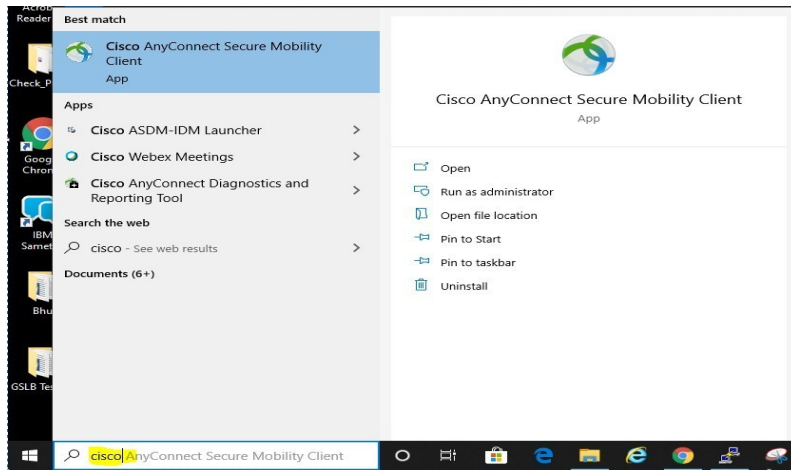 Acrob
Reader
Check_P
Goog
Chron
IBM
Samet
Bhu
GSLB Tes
Best match
Cisco AnyConnect Secure Mobility
Client
App
Apps
Cisco ASDM-IDM Launcher
Cisco Webex Meetings
Cisco AnyConnect Diagnostics and
Reporting Tool
Search the web
cisco - See web results
Documents (6+)
Cisco AnyConnect Secure Mobility Client
App
Open
Run as administrator
Open file location
Pin to Start
Pin to taskbar
Uninstall
cisco AnyConnect Secure Mobility Client